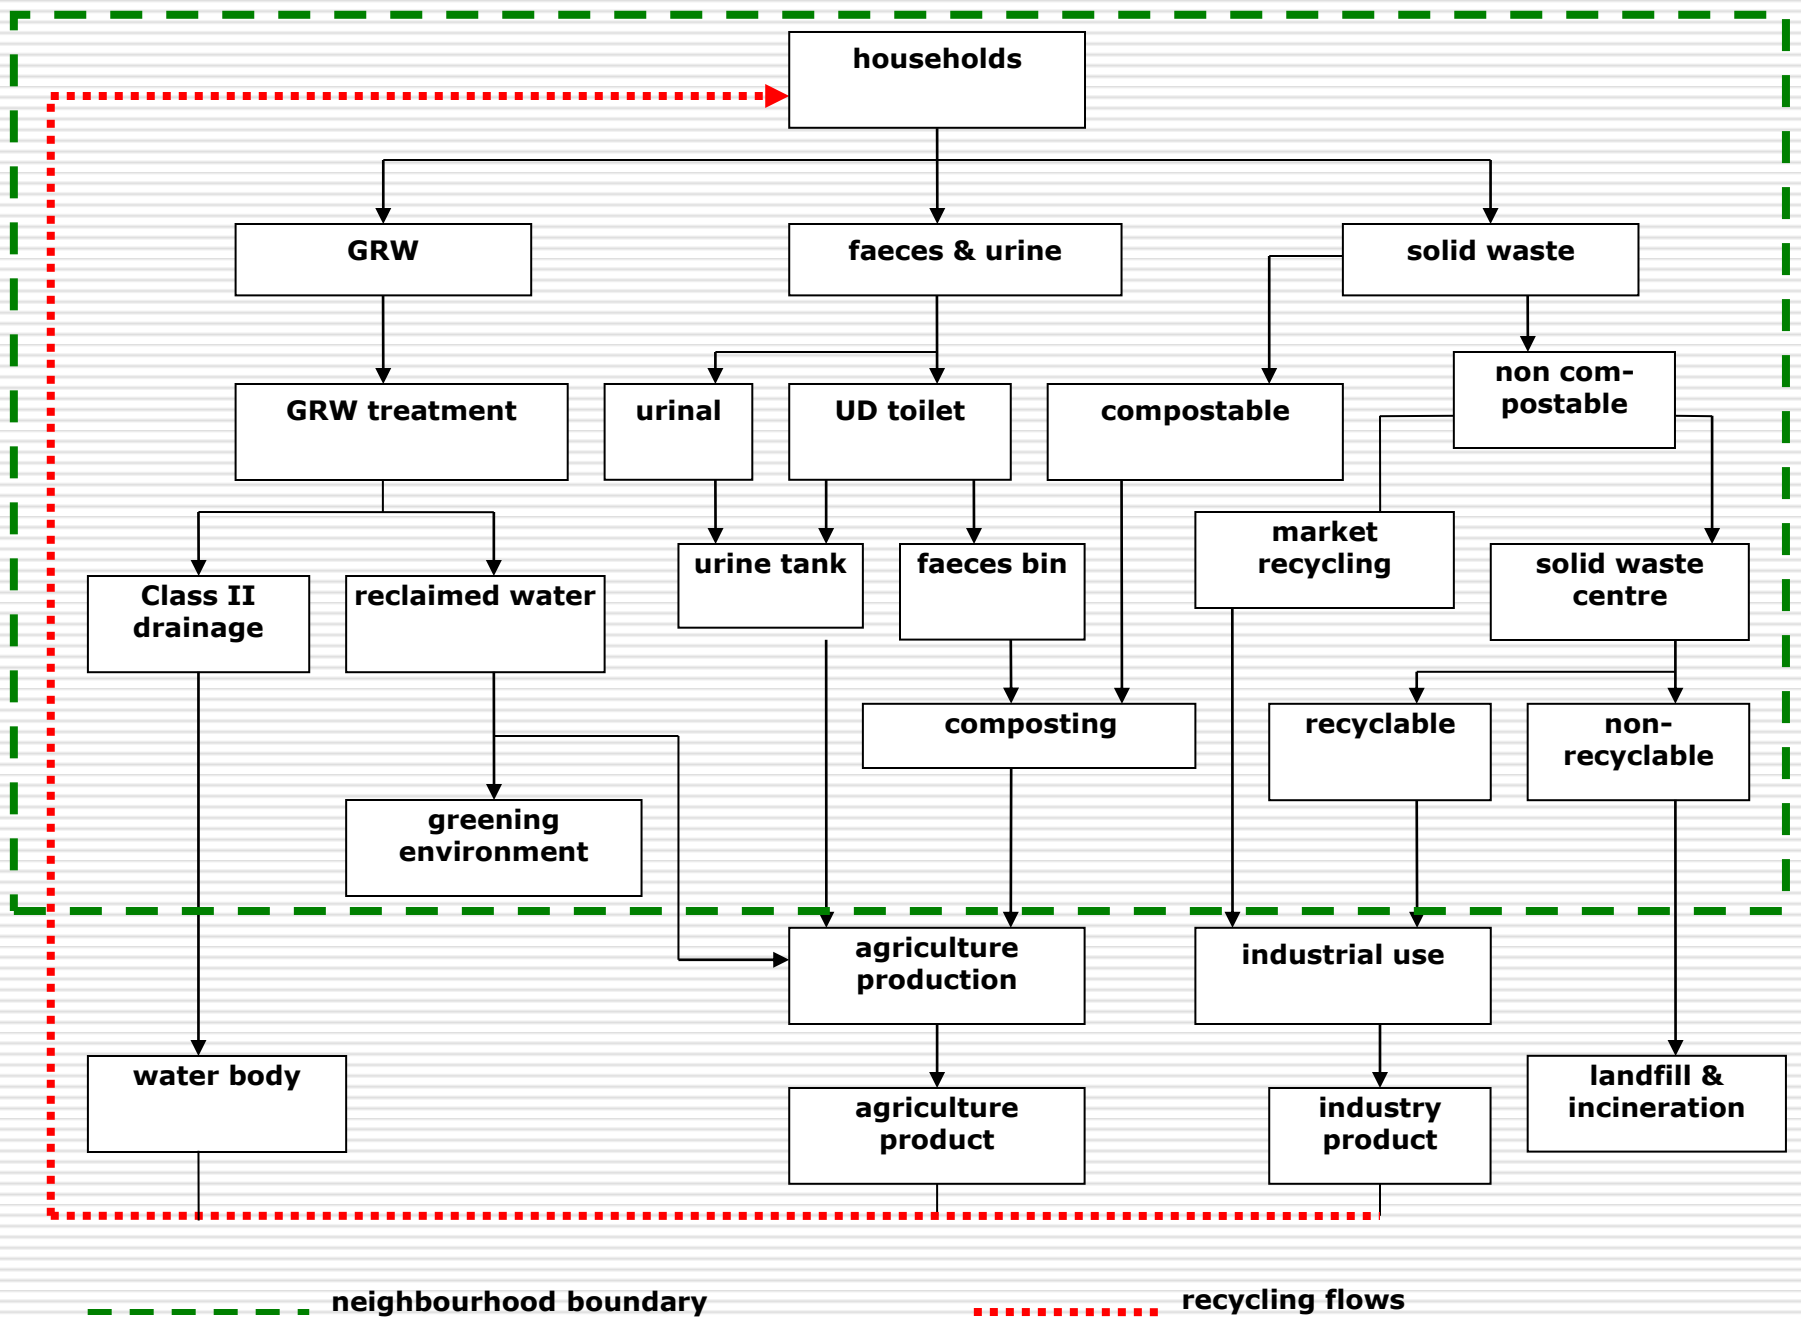 households
GRW
faeces & urine
solid waste
non com-
postable
GRW treatment
urinal
UD toilet
compostable
market
recycling
urine tank
faeces bin
solid waste
centre
Class II
drainage
reclaimed water
composting
recyclable
non-
recyclable
greening
environment
agriculture
production
industrial use
water body
landfill &
incineration
agriculture
product
industry
product
neighbourhood boundary
recycling flows